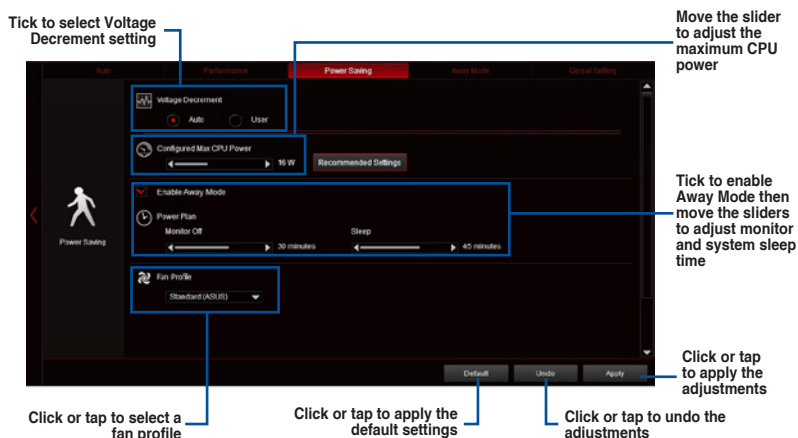 Tick to select Voltage
Decrement setting
Move the slider
to adjust the
maximum CPU
power
Auto
Performance
Power Saving
Away Mode
Global Setting
Voltage Decrement
Auto
User
Configured Max CPU Power
16 W
Recommended Settings
Enable Away Mode
Power Plan
Monitor Off
30 minutes
Sleep
45 minutes
Power Saving
Tick to enable
Away Mode then
move the sliders
to adjust monitor
and system sleep
time
Fan Profile
Standard (ASUS)
Default
Undo
Apply
Click or tap
to apply the
adjustments
Click or tap to select a
fan profile
Click or tap to apply the
default settings
Click or tap to undo the
adjustments